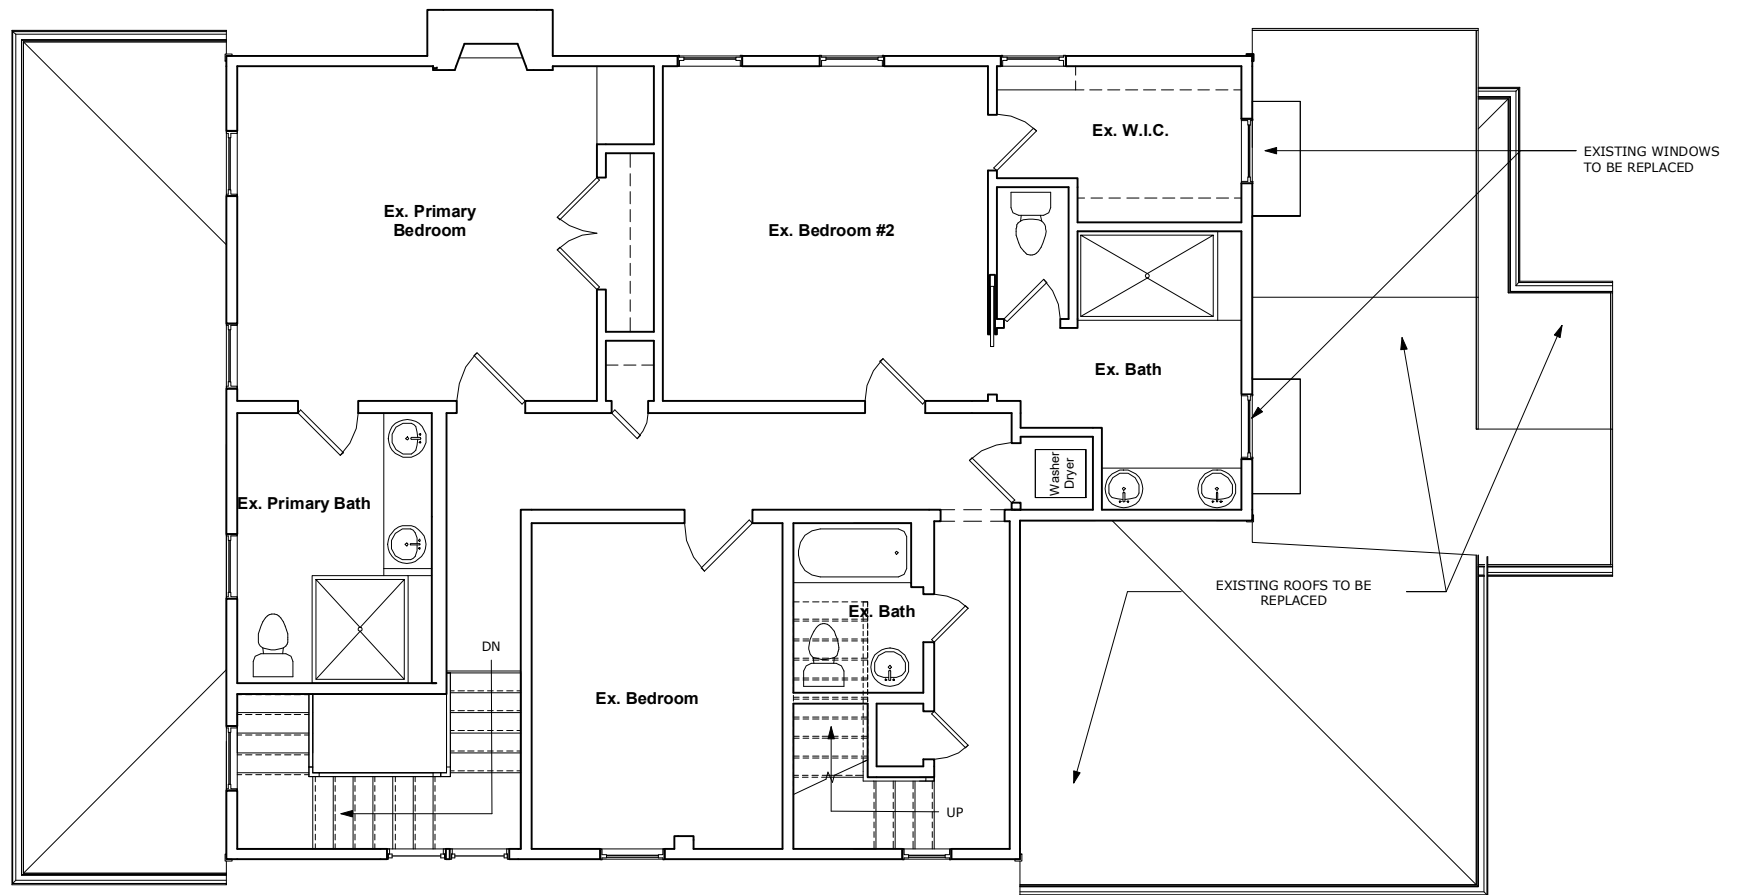 Ex. W.I.C.
EXISTING WINDOWS
TO BE REPLACED
Ex. Primary
Bedroom
Ex. Bedroom #2
Ex. Bath
Washer
Dryer
Ex. Primary Bath
EXISTING ROOFS TO BE
REPLACED
Ex. Bath
DN
Ex. Bedroom
UP